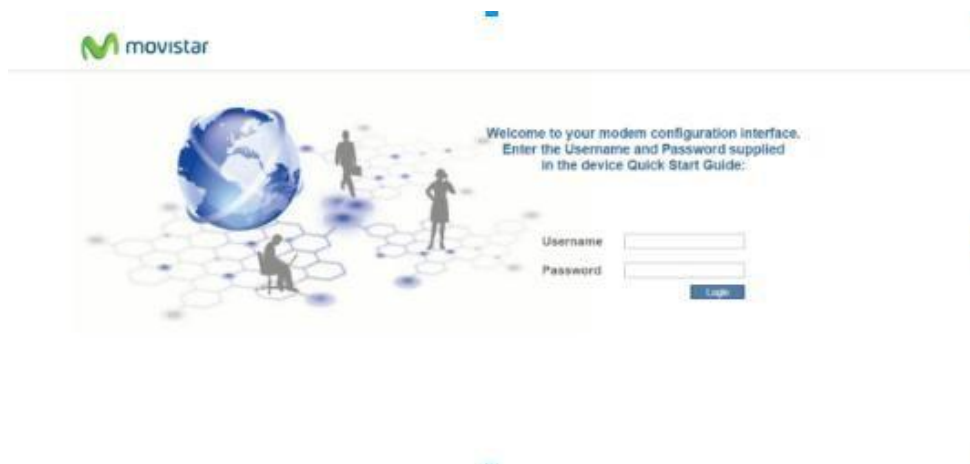 movistar
Welcome to your modem configuration interface.
Enter the Username and Password supplied
in the device Quick Start Guide:
Username
Password
Login